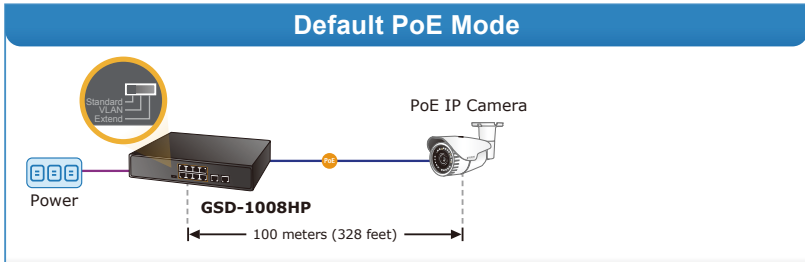 Default PoE Mode
Standard
VLAN
Extend
PoE IP Camera
PoE
Power
GSD-1008HP
100 meters (328 feet)